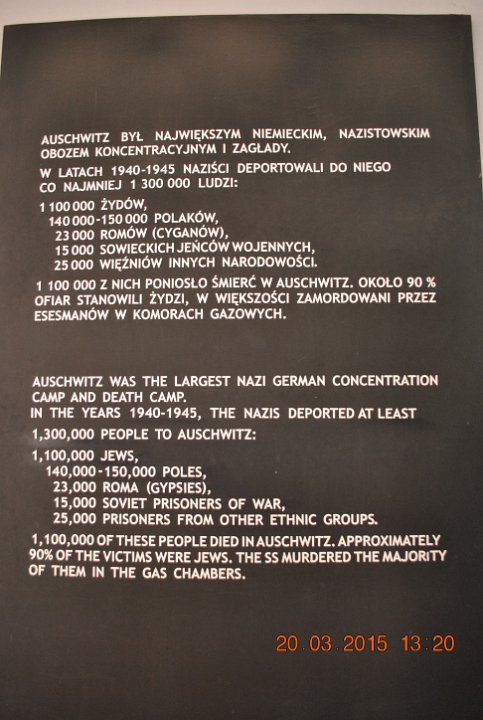 AUSCHWITZ BYŁ NAJWIĘKSZYM NIEMIECKIM, NAZISTOWSKIM
OBOZEM KONCENTRACYJNYM I ZAGŁADY.
W LATACH 1940-1945 NAZIŚCI DEPORTOWALI DO NIEGO
CO NAJMNIEJ 1 300 000 LUDZI:
1 100 000 ŻYDÓW,
140 000-150 000 POLAKÓW,
23 000 ROMÓW (CYGANÓW),
15 000 SOWIECKICH JEŃCÓW WOJENNYCH,
25 000 WIĘŹNIÓW INNYCH NARODOWOŚCI.
1 100 000 Z NICH PONIOSŁO ŚMIERĆ W AUSCHWITZ. OKOŁO 90 %
OFIAR STANOWILI ŻYDZI, W WIĘKSZOŚCI ZAMORDOWANI PRZEZ
ESESMANÓW W KOMORACH GAZOWYCH.
AUSCHWITZ WAS THE LARGEST NAZI GERMAN CONCENTRATION
CAMP AND DEATH CAMP.
IN THE YEARS 1940-1945, THE NAZIS DEPORTED AT LEAST
1,300,000 PEOPLE TO AUSCHWITZ:
1,100,000 JEWS,
140,000-150,000 POLES,
23,000 ROMA (GYPSIES),
15,000 SOVIET PRISONERS OF WAR,
25,000 PRISONERS FROM OTHER ETHNIC GROUPS.
1,100,000 OF THESE PEOPLE DIED IN AUSCHWITZ. APPROXIMATELY
90% OF THE VICTIMS WERE JEWS. THE SS MURDERED THE MAJORITY
OF THEM IN THE GAS CHAMBERS.
20.03.2015 13:20